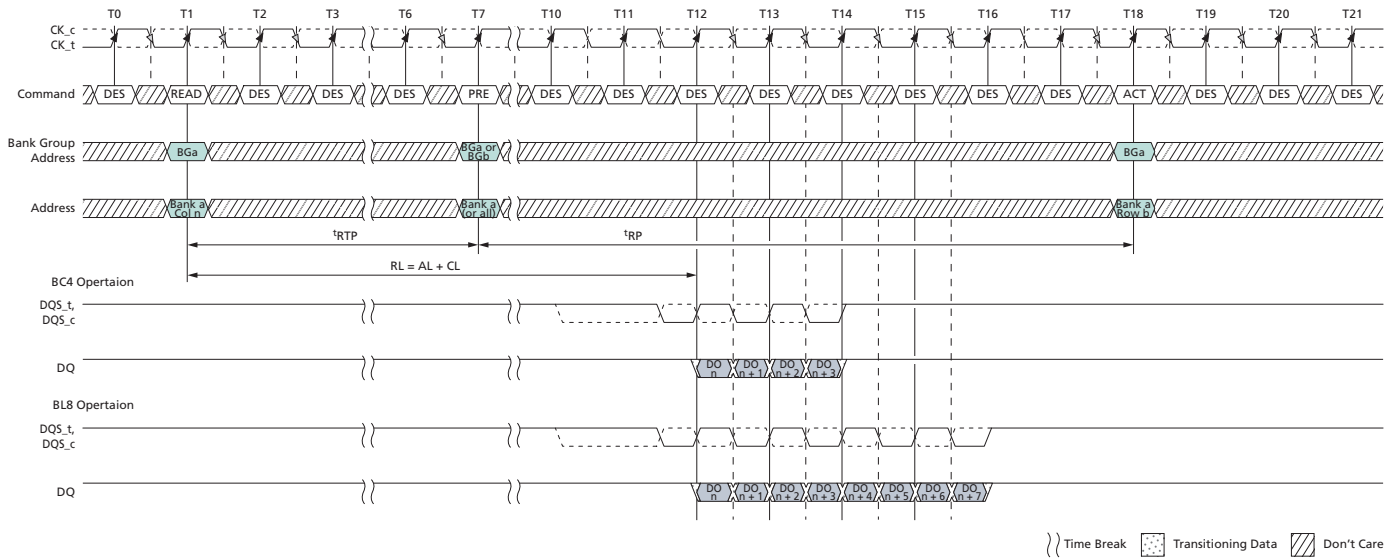 T0 T1 T2 T3 T6 T7 T10 T11 T12 T13 T14 T15 T16 T17 T18 T19 T20 T21
CK_c
CK_t
Command DES READ DES DES DES PRE DES DES DES DES DES DES DES DES ACT DES DES DES
Bank Group
Address
BGa
BGa or
BGb
BGa
Address
Bank a
Col n
Bank a
(or all)
Bank a
Row b
tRTP tRP
RL = AL + CL
BC4 Opertaion
DQS_t,
DQS_c
DQ
DO
n
DO
n + 1
DO
n + 2
DO
n + 3
BL8 Opertaion
DQS_t,
DQS_c
DQ
DO
n
DO
n + 1
DO
n + 2
DO
n + 3
DO
n + 4
DO
n + 5
DO
n + 6
DO
n + 7
Time Break Transitioning Data Don't Care